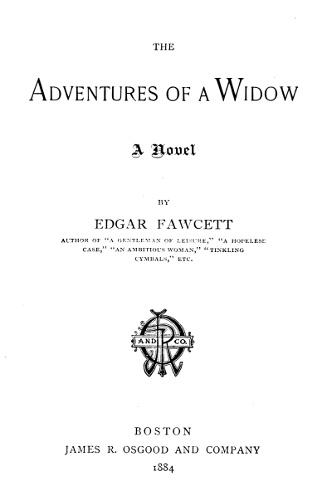 THE
ADVENTURES OF A WIDOW
A Novel
BY
EDGAR FAWCETT
AUTHOR OF "A GENTLEMAN OF LEISURE," "A HOPELESS
CASE," "AN AMBITIOUS WOMAN," "TINKLING
CYMBALS," ETC.
AND CO.
BOSTON
JAMES R. OSGOOD AND COMPANY
1884